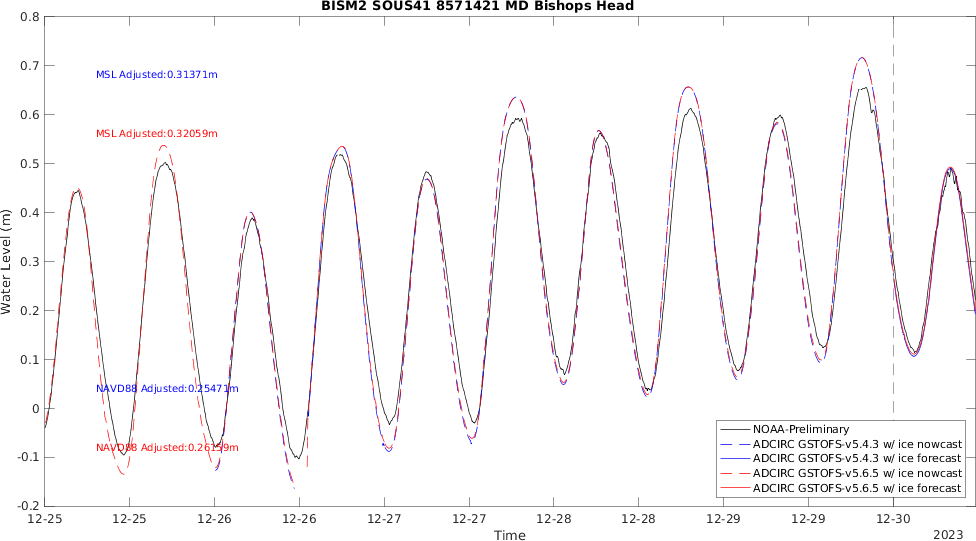 BISM2 SOUS41 8571421 MD Bishops Head
0.8
0.7
0.6
0.5
0.4
0.3
0.2
0.1
0
-0.1
-0.2
Water Level (m)
MSL Adjusted:0.31371m
MSL Adjusted:0.32059m
NAVD88 Adjusted:0.25471m
NAVD88 Adjusted:0.26159m
NOAA-Preliminary
ADCIRC GSTOFS-v5.4.3 w/ ice nowcast
ADCIRC GSTOFS-v5.4.3 w/ ice forecast
ADCIRC GSTOFS-v5.6.5 w/ ice nowcast
ADCIRC GSTOFS-v5.6.5 w/ ice forecast
12-25 12-25 12-26 12-26 12-27 12-27 12-28 12-28 12-29 12-29 12-30
Time
2023